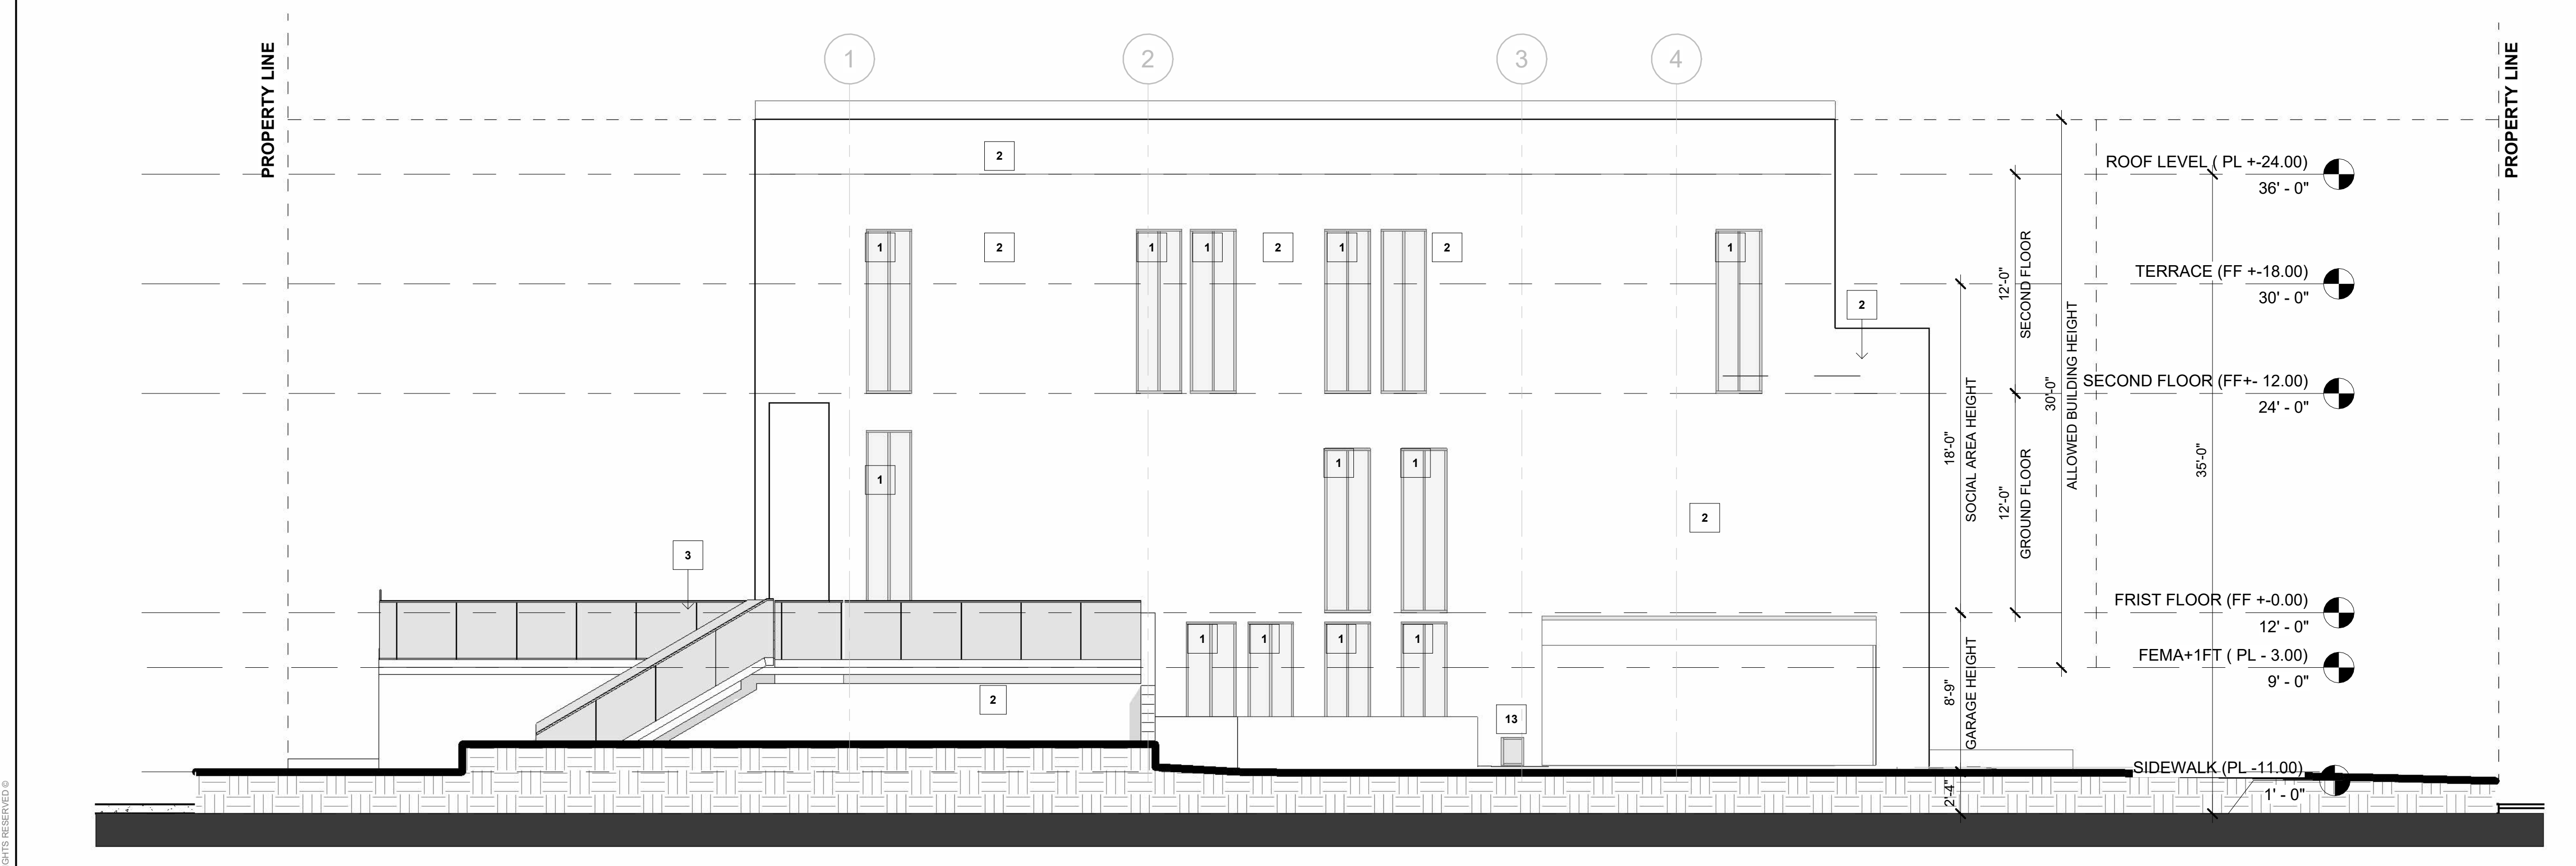 PROPERTY LINE
1
2
3
4
PROPERTY LINE
2
ROOF LEVEL ( PL +-24.00)
36' - 0"
1
2
1
1
2
1
2
1
12'-0"
SECOND FLOOR
TERRACE (FF +-18.00)
30' - 0"
2
SECOND FLOOR (FF+- 12.00)
24' - 0"
30'-0"
ALLOWED BUILDING HEIGHT
18'-0"
SOCIAL AREA HEIGHT
12'-0"
GROUND FLOOR
35'-0"
1
1
1
2
3
FRIST FLOOR (FF +-0.00)
12' - 0"
1
1
1
1
FEMA+1FT ( PL - 3.00)
9' - 0"
8'-9"
GARAGE HEIGHT
2
13
SIDEWALK (PL -11.00)
1' - 0"
2'-4"
GHTS RESERVED ©